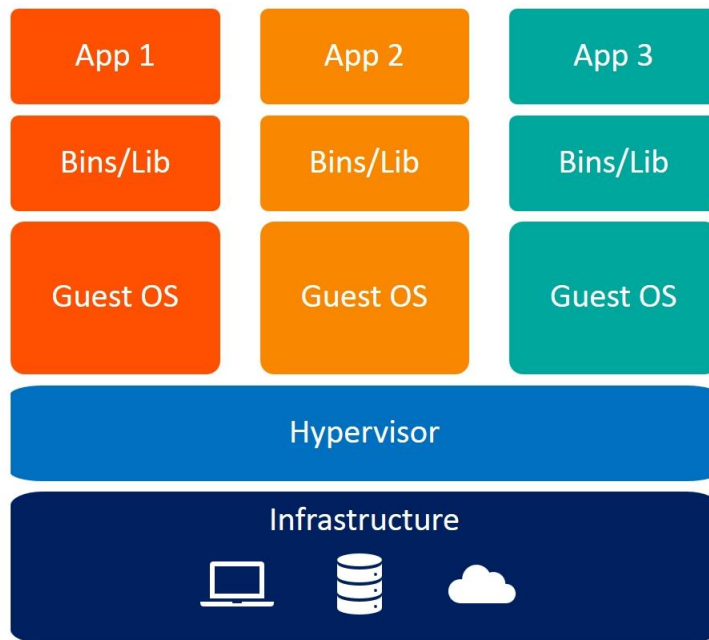 App 1
App 2
App 3
Bins/Lib
Bins/Lib
Bins/Lib
Guest OS
Guest OS
Guest OS
Hypervisor
Infrastructure